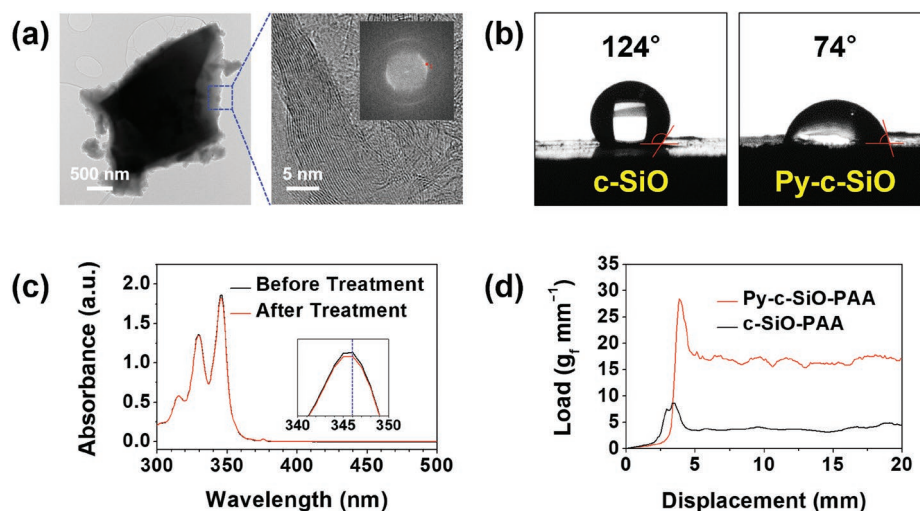 (a)
500 nm
5 nm
(b)
124°
c-SiO
74°
Py-c-SiO
(c)
Absorbance (a.u.)
2.0
1.5
1.0
0.5
0.0
Before Treatment
After Treatment
340
346
350
300
350
400
450
500
Wavelength (nm)
(d)
Load (gf mm⁻¹)
35
30
25
20
15
10
5
0
Py-c-SiO-PAA
c-SiO-PAA
0
5
10
15
20
Displacement (mm)